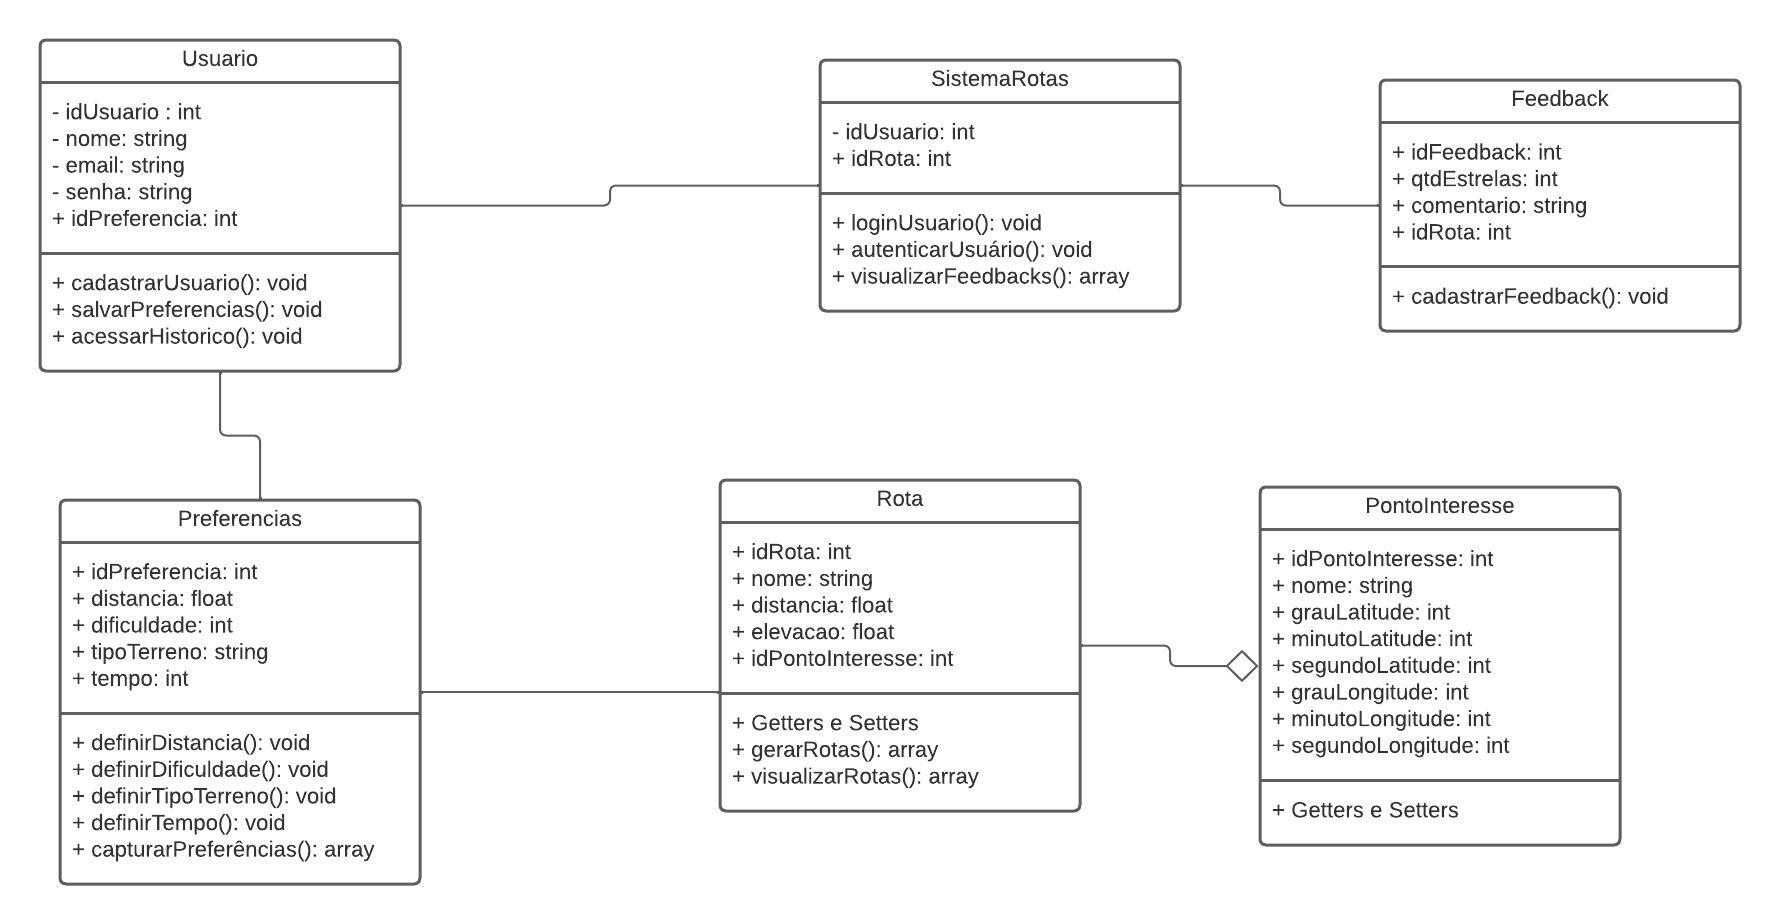 Usuario
- idUsuario : int
- nome: string
- email: string
- senha: string
+ idPreferencia: int
+ cadastrarUsuario(): void
+ salvarPreferencias(): void
+ acessarHistorico(): void
SistemaRotas
- idUsuario: int
+ idRota: int
+ loginUsuario(): void
+ autenticarUsuário(): void
+ visualizarFeedbacks(): array
Feedback
+ idFeedback: int
+ qtdEstrelas: int
+ comentario: string
+ idRota: int
+ cadastrarFeedback(): void
Preferencias
+ idPreferencia: int
+ distancia: float
+ dificuldade: int
+ tipoTerreno: string
+ tempo: int
+ definirDistancia(): void
+ definirDificuldade(): void
+ definirTipoTerreno(): void
+ definirTempo(): void
+ capturarPreferências(): array
Rota
+ idRota: int
+ nome: string
+ distancia: float
+ elevacao: float
+ idPontoInteresse: int
+ Getters e Setters
+ gerarRotas(): array
+ visualizarRotas(): array
PontoInteresse
+ idPontoInteresse: int
+ nome: string
+ grauLatitude: int
+ minutoLatitude: int
+ segundoLatitude: int
+ grauLongitude: int
+ minutoLongitude: int
+ segundoLongitude: int
+ Getters e Setters